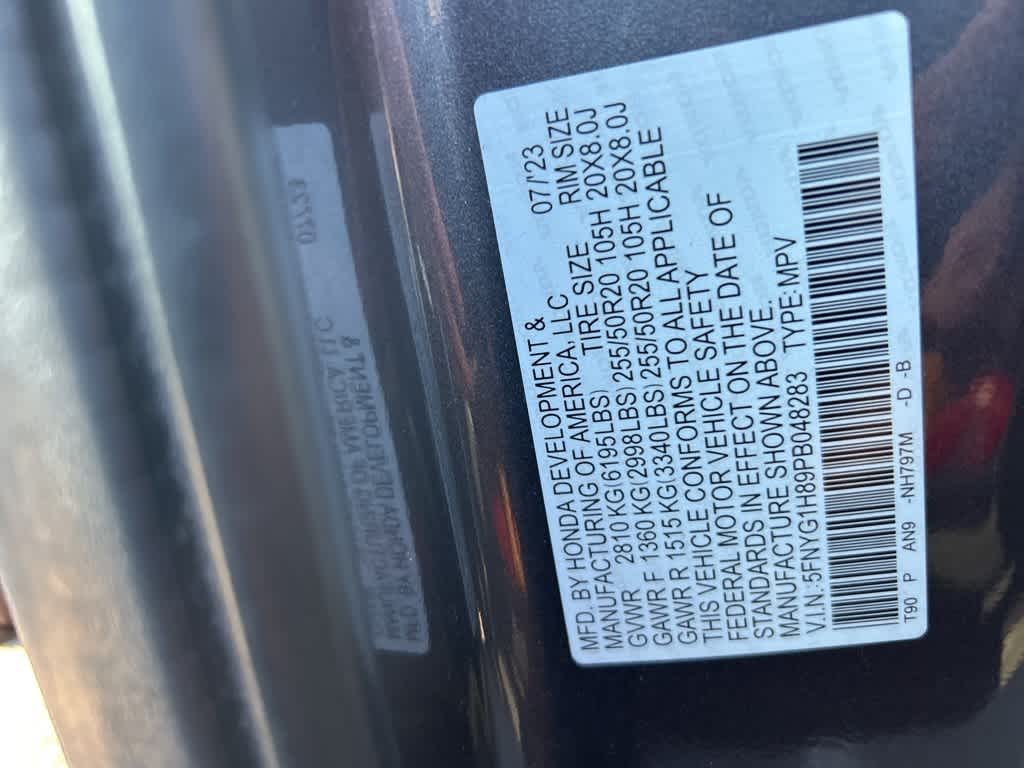 MFD. BY HONDA DEVELOPMENT & 07/23
MANUFACTURING OF AMERICA, LLC
GVWR 2810 KG(6195LBS) TIRE SIZE RIM SIZE
GAWR F 1360 KG(2998LBS)255/50R20 105H 20X8.0J
GAWR R 1515 KG(3340LBS)255/50R20 105H 20X8.0J
THIS VEHICLE CONFORMS TO ALL APPLICABLE
FEDERAL MOTOR VEHICLE SAFETY
STANDARDS IN EFFECT ON THE DATE OF
MANUFACTURE SHOWN ABOVE.
V.I.N.:5FNYG1H89PB048283 TYPE:MPV
T90 P AN9 -NH797M -D -B